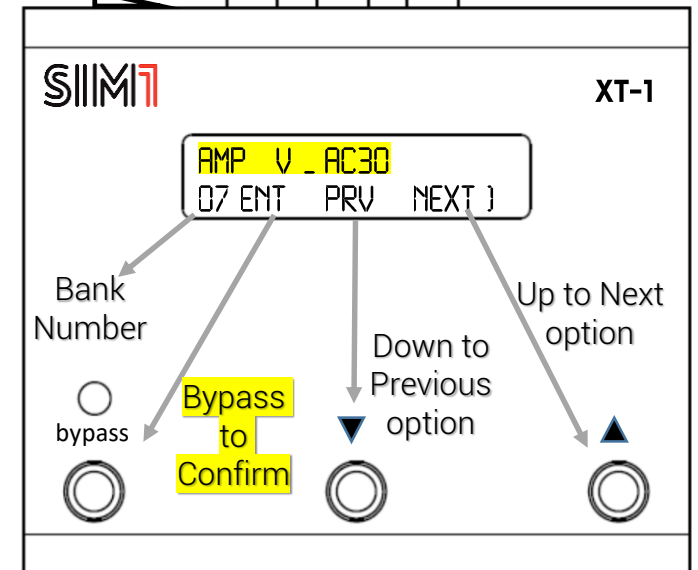 SIM1
XT-1
AMP V _ AC30
07 ENT PRV NEXT )
Bank
Number
Up to Next
option
Down to
Previous
option
Bypass
to
Confirm
bypass